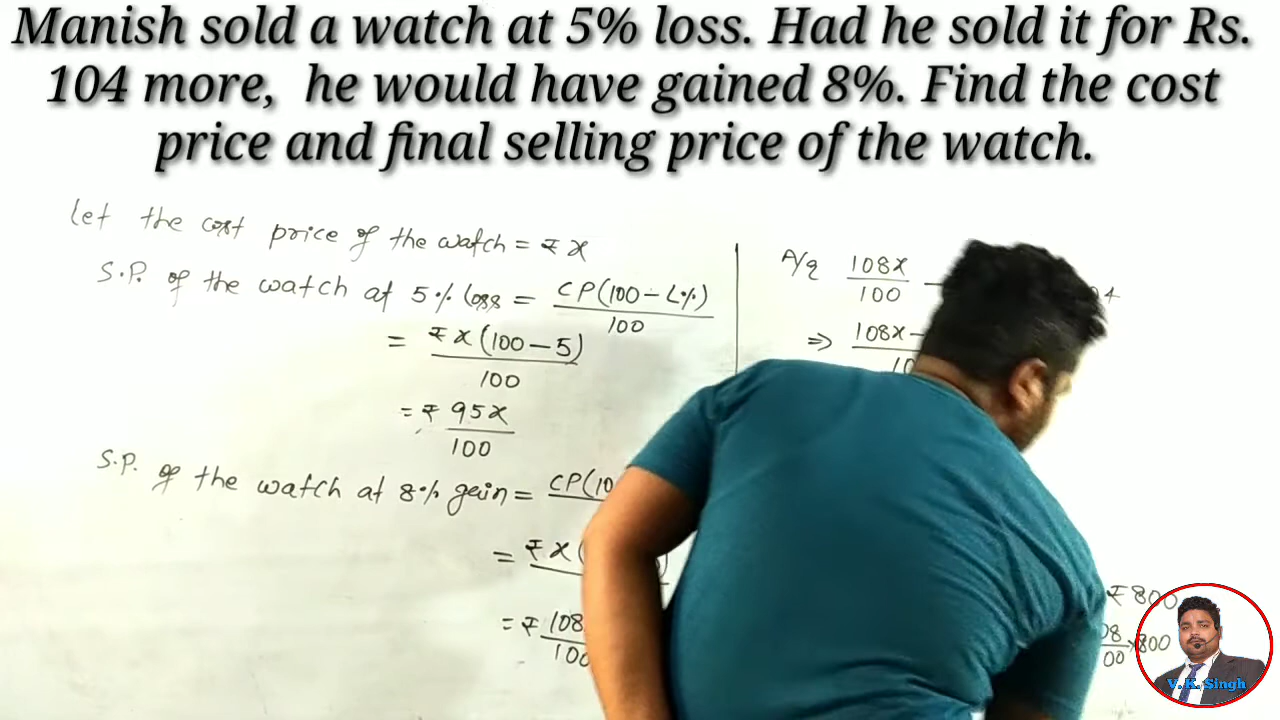 Manish sold a watch at 5% loss. Had he sold it for Rs.
104 more, he would have gained 8%. Find the cost
price and final selling price of the watch.
Let the cost price of the watch = ₹ x
S.P. of the watch at 5% loss = CP(100 - L%)
100
= ₹ x (100 - 5)
100
= ₹ 95x
100
S.P. of the watch at 8% gain = CP(10
= ₹ x (
= ₹ 108
100
A/q 108x
100
⇒ 108x -
₹ 800
× 800
V.K. Singh